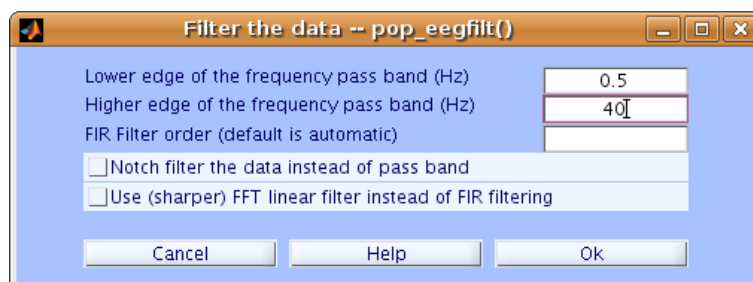 Filter the data -- pop_eegfilt()
Lower edge of the frequency pass band (Hz) 0.5
Higher edge of the frequency pass band (Hz) 40
FIR Filter order (default is automatic)
Notch filter the data instead of pass band
Use (sharper) FFT linear filter instead of FIR filtering
Cancel Help Ok